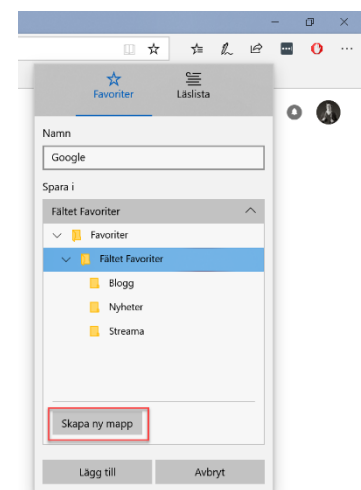 Favoriter
Läslista
Namn
Google
Spara i
Fältet Favoriter
Favoriter
Fältet Favoriter
Blogg
Nyheter
Streama
Skapa ny mapp
Lägg till
Avbryt